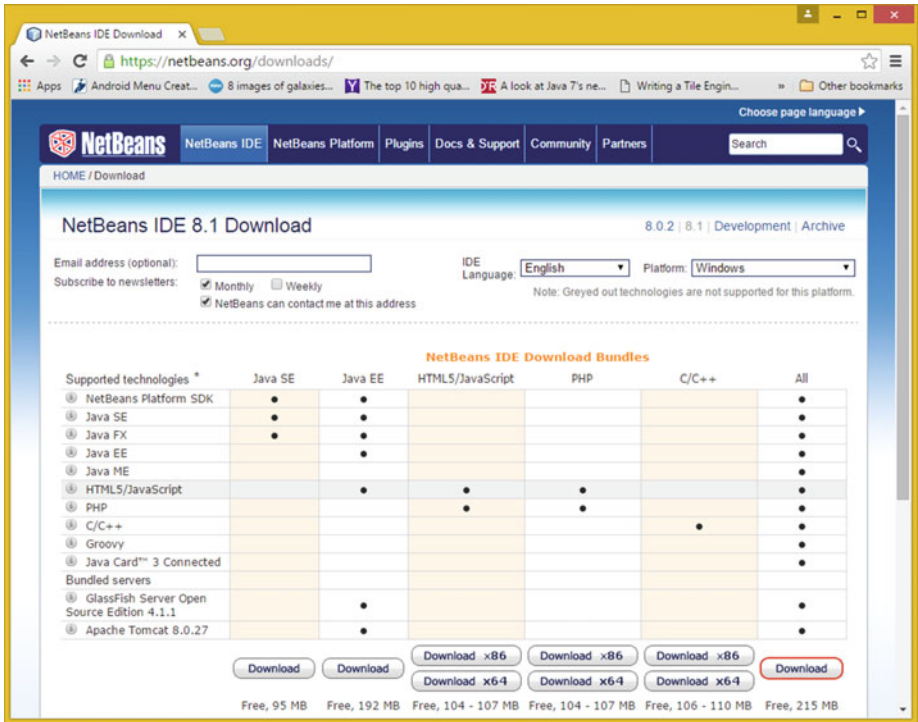 NetBeans IDE Download
https://netbeans.org/downloads/
Apps Android Menu Creat... 8 images of galaxies... The top 10 high qua... A look at Java 7's ne... Writing a Tile Engin... » Other bookmarks
Choose page language
NetBeans NetBeans IDE NetBeans Platform Plugins Docs & Support Community Partners Search
HOME / Download
NetBeans IDE 8.1 Download 8.0.2 | 8.1 | Development | Archive
Email address (optional): IDE Language: English Platform: Windows
Subscribe to newsletters: Monthly Weekly Note: Greyed out technologies are not supported for this platform.
NetBeans can contact me at this address
NetBeans IDE Download Bundles
Supported technologies * Java SE Java EE HTML5/JavaScript PHP C/C++ All
NetBeans Platform SDK • • •
Java SE • • •
Java FX • • •
Java EE • •
Java ME •
HTML5/JavaScript • • • •
PHP • • •
C/C++ • •
Groovy •
Java Card™ 3 Connected •
Bundled servers
GlassFish Server Open
Source Edition 4.1.1 • •
Apache Tomcat 8.0.27 • •
Download Download Download x86 Download x86 Download x86 Download
Download x64 Download x64 Download x64
Free, 95 MB Free, 192 MB Free, 104 - 107 MB Free, 104 - 107 MB Free, 106 - 110 MB Free, 215 MB